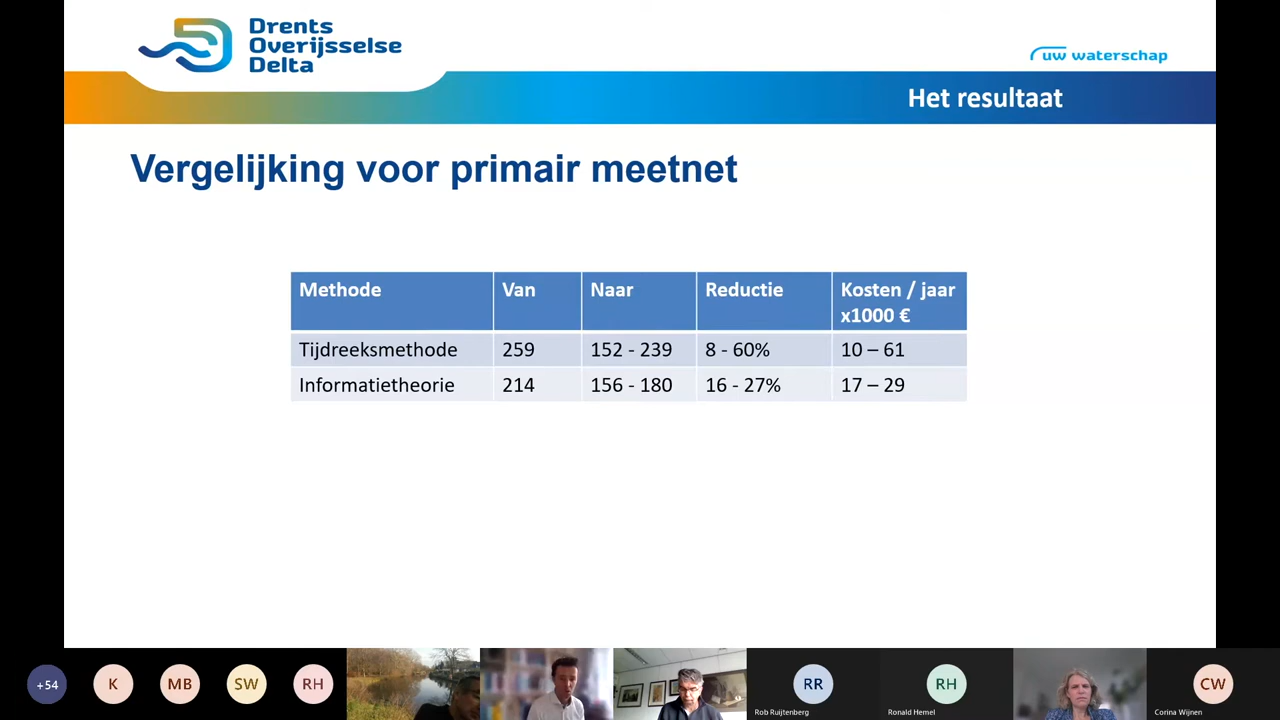 Drents
Overijsselse
Delta
uw waterschap
Het resultaat
Vergelijking voor primair meetnet
Methode Van Naar Reductie Kosten / jaar x1000 €
Tijdreeksmethode 259 152 - 239 8 - 60% 10 – 61
Informatietheorie 214 156 - 180 16 - 27% 17 – 29
+54 K MB SW RH RR RH CW
Rob Ruijtenberg Ronald Hemel Corina Wijnen